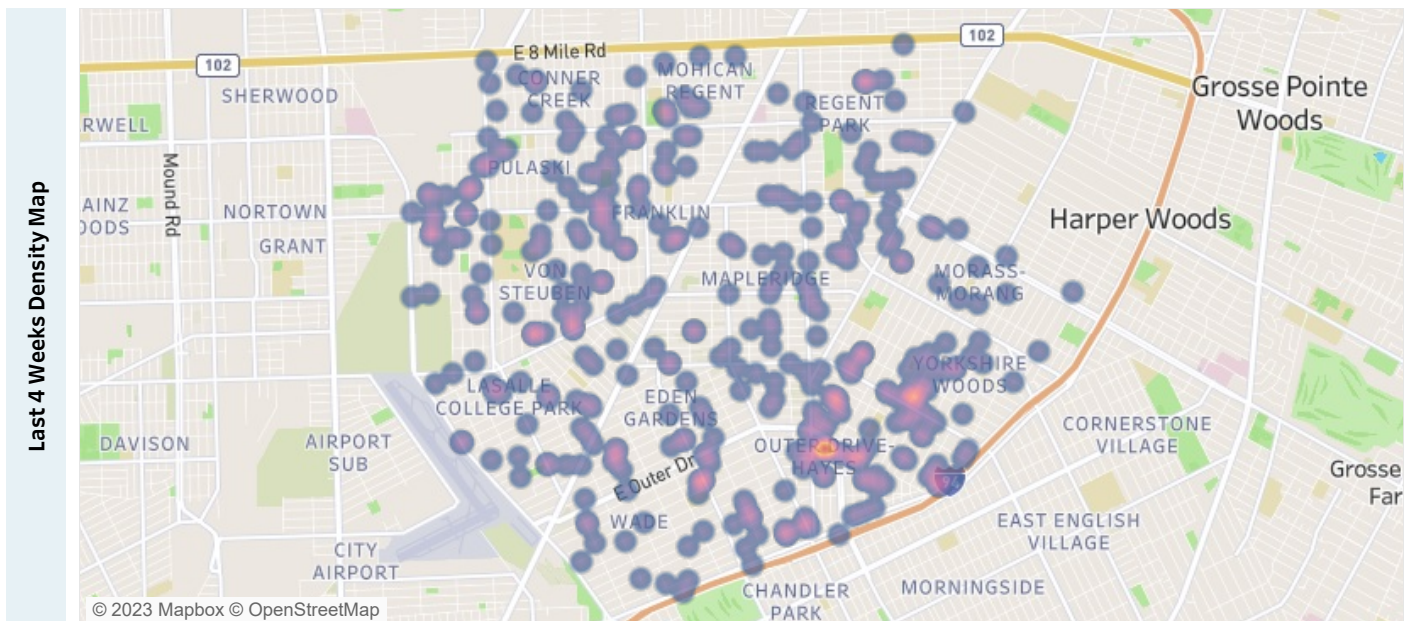 Last 4 Weeks Density Map
102
E 8 Mile Rd
102
SHERWOOD
CONNER
CREEK
MOHICAN
REGENT
REGENT
PARK
Grosse Pointe
Woods
RWELL
Mound Rd
PULASKI
AINZ
OODS
NORTOWN
FRANKLIN
Harper Woods
GRANT
VON
STEUBEN
MAPLERIDGE
MORASS-
MORANG
YORKSHIRE
WOODS
LASALLE
COLLEGE PARK
EDEN
GARDENS
CORNERSTONE
VILLAGE
DAVISON
AIRPORT
SUB
OUTER DRIVE-
HAYES
E Outer Dr
94
Grosse
Far
WADE
EAST ENGLISH
VILLAGE
CITY
AIRPORT
CHANDLER
PARK
MORNINGSIDE
© 2023 Mapbox © OpenStreetMap